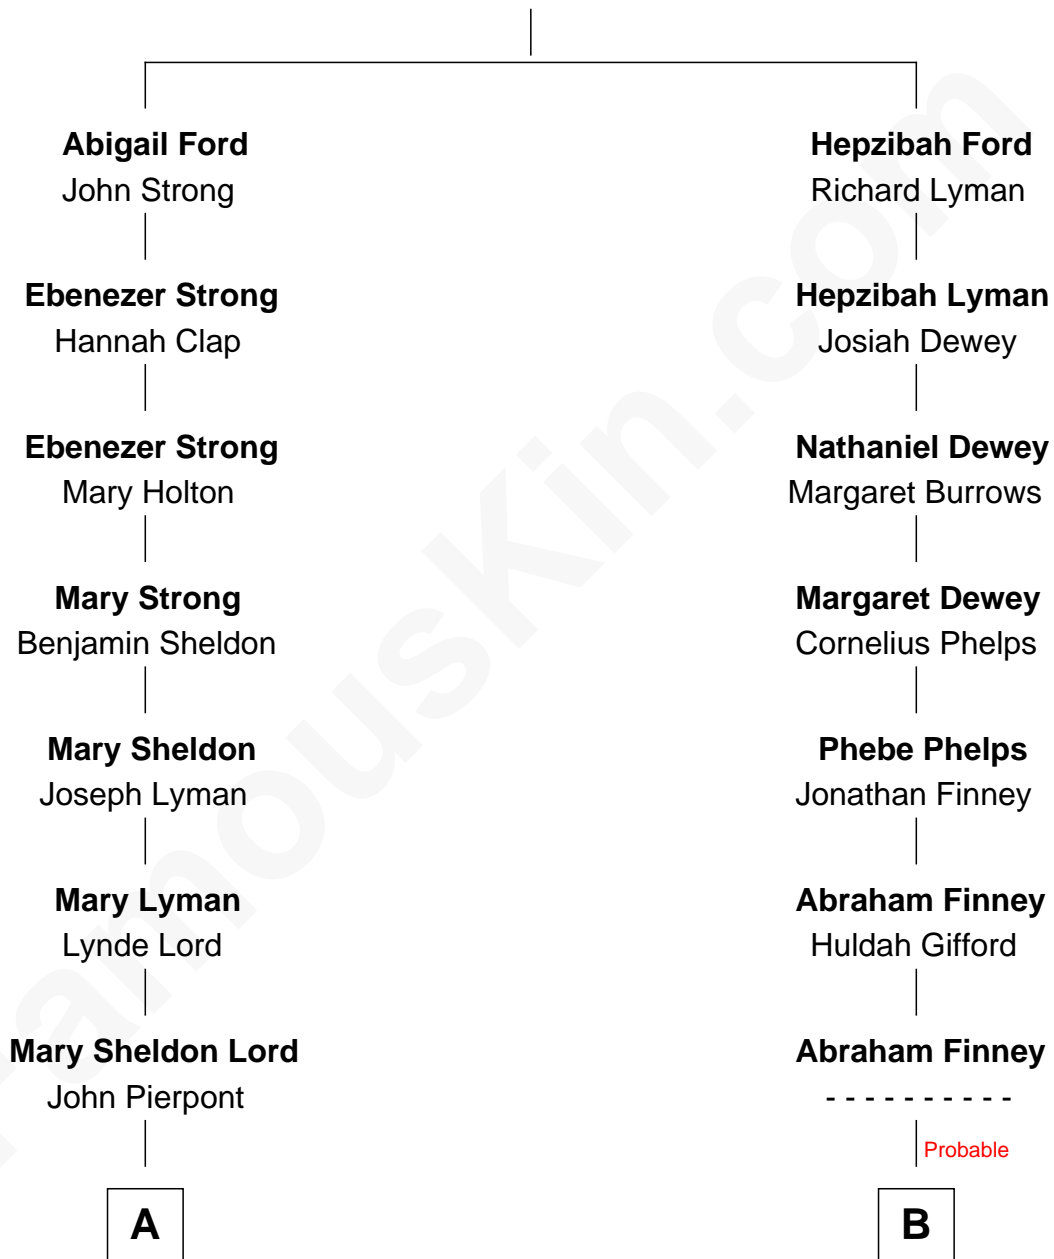 Abigail Ford
John Strong
Hepzibah Ford
Richard Lyman
Ebenezer Strong
Hannah Clap
Hepzibah Lyman
Josiah Dewey
Ebenezer Strong
Mary Holton
Nathaniel Dewey
Margaret Burrows
Mary Strong
Benjamin Sheldon
Margaret Dewey
Cornelius Phelps
Mary Sheldon
Joseph Lyman
Phebe Phelps
Jonathan Finney
Mary Lyman
Lynde Lord
Abraham Finney
Huldah Gifford
Mary Sheldon Lord
John Pierpont
Abraham Finney
- - - - - - - - - -
Probable
A
B
FamousKin.com